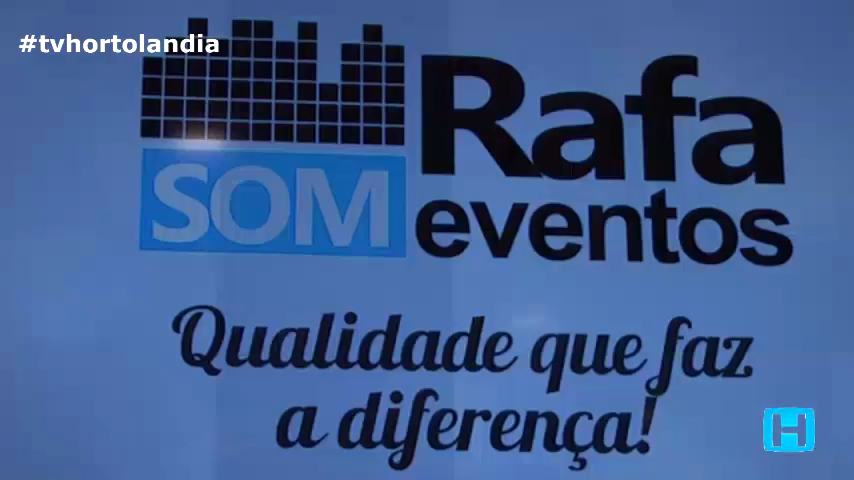 #tvhortolandia
SOM
Rafa
eventos
Qualidade que faz
a diferença!
H